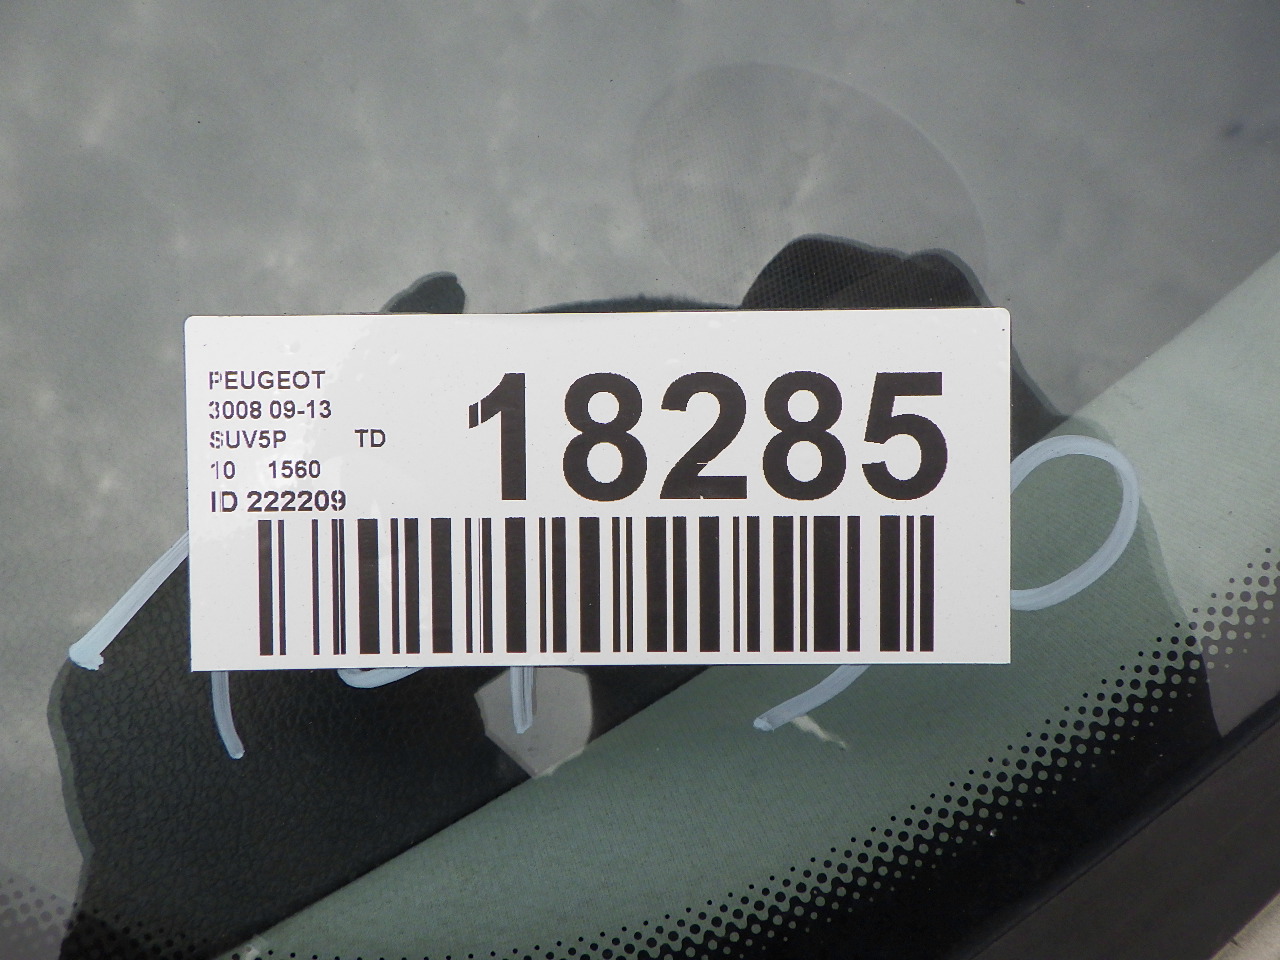 PEUGEOT
3008 09-13
SUV5P TD
10 1560
ID 222209
18285